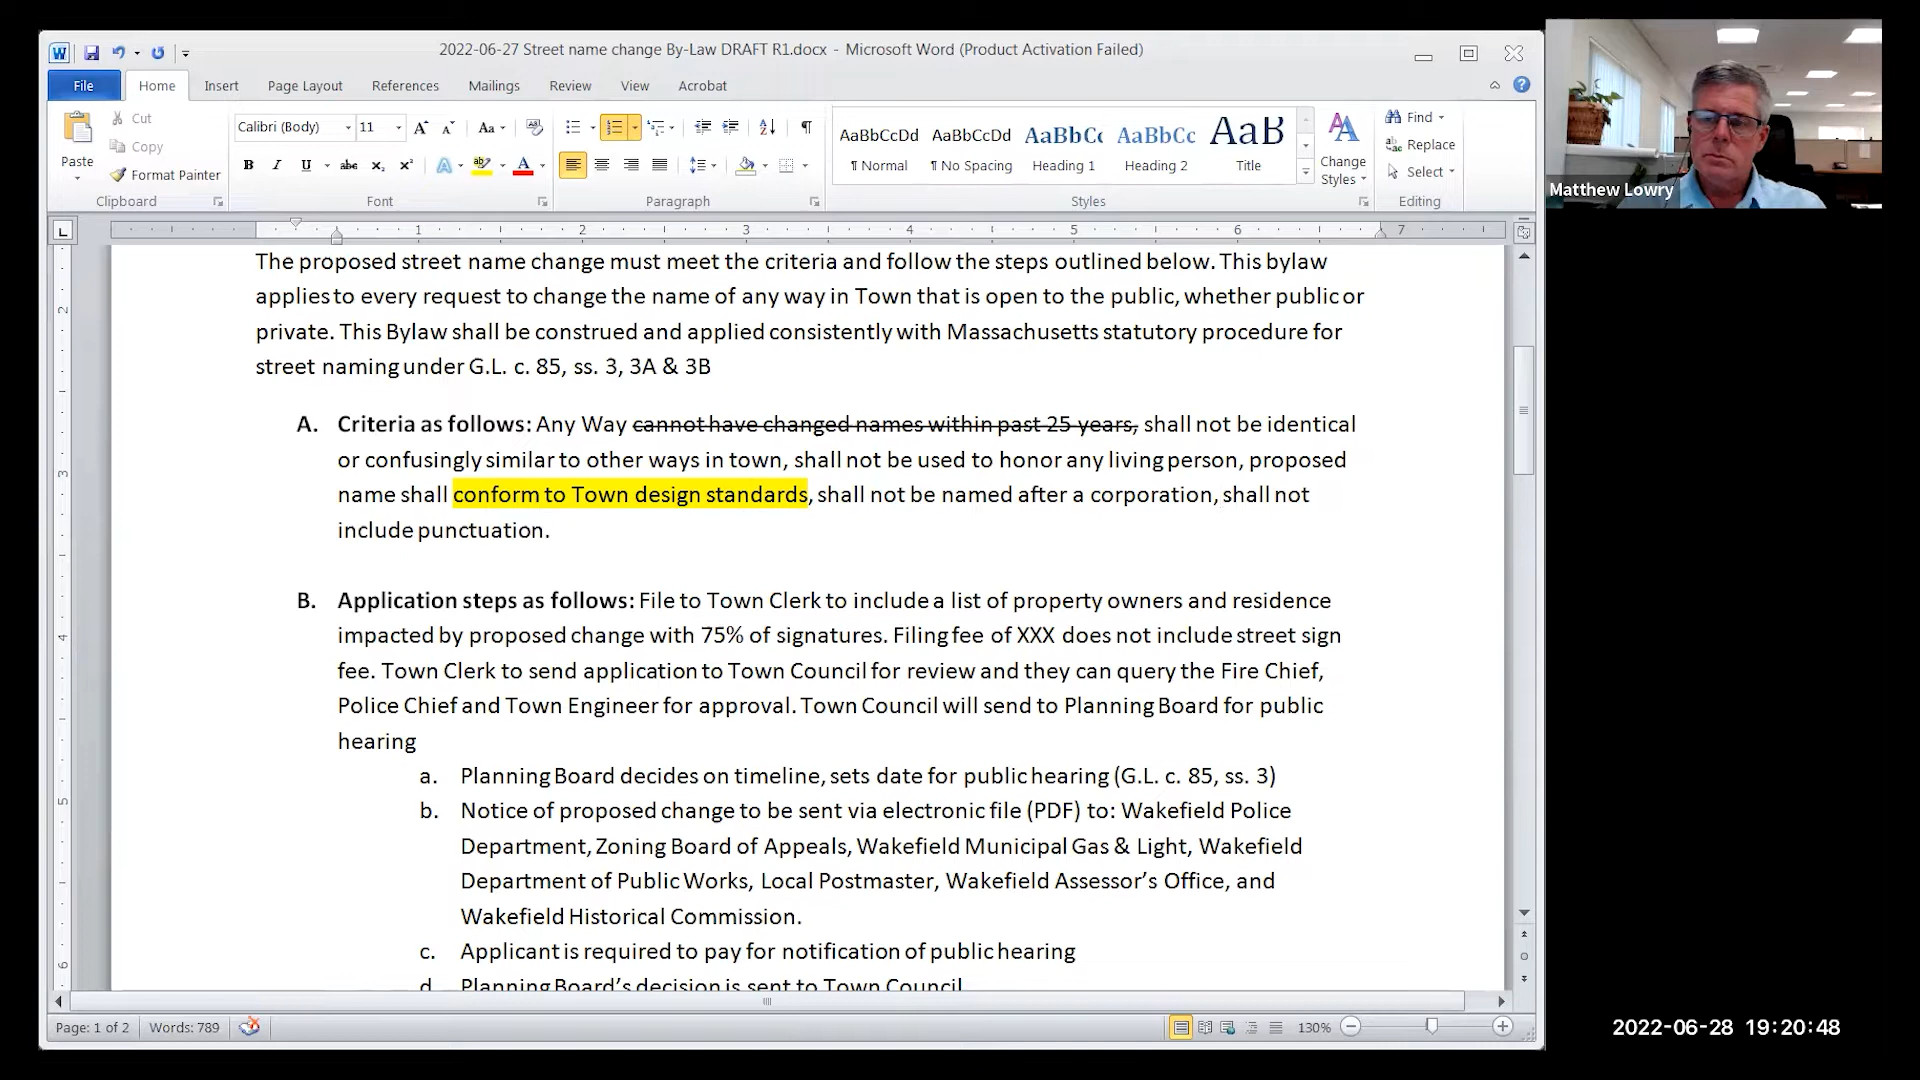 2022-06-27 Street name change By-Law DRAFT R1.docx - Microsoft Word (Product Activation Failed)
File Home Insert Page Layout References Mailings Review View Acrobat
Paste
Cut
Copy
Format Painter
Clipboard
Calibri (Body) 11
Font
Paragraph
AaBbCcDd AaBbCcDd AaBbCc AaBbCc AaB
¶ Normal ¶ No Spacing Heading 1 Heading 2 Title
Change
Styles
Styles
Find
Replace
Select
Editing
Matthew Lowry
1 2 3 4 5 6 7
The proposed street name change must meet the criteria and follow the steps outlined below. This bylaw
applies to every request to change the name of any way in Town that is open to the public, whether public or
private. This Bylaw shall be construed and applied consistently with Massachusetts statutory procedure for
street naming under G.L. c. 85, ss. 3, 3A & 3B
A. Criteria as follows: Any Way cannot have changed names within past 25 years, shall not be identical
or confusingly similar to other ways in town, shall not be used to honor any living person, proposed
name shall conform to Town design standards, shall not be named after a corporation, shall not
include punctuation.
B. Application steps as follows: File to Town Clerk to include a list of property owners and residence
impacted by proposed change with 75% of signatures. Filing fee of XXX does not include street sign
fee. Town Clerk to send application to Town Council for review and they can query the Fire Chief,
Police Chief and Town Engineer for approval. Town Council will send to Planning Board for public
hearing
a. Planning Board decides on timeline, sets date for public hearing (G.L. c. 85, ss. 3)
b. Notice of proposed change to be sent via electronic file (PDF) to: Wakefield Police
Department, Zoning Board of Appeals, Wakefield Municipal Gas & Light, Wakefield
Department of Public Works, Local Postmaster, Wakefield Assessor's Office, and
Wakefield Historical Commission.
c. Applicant is required to pay for notification of public hearing
d. Planning Board's decision is sent to Town Council
Page: 1 of 2 Words: 789 130%
2022-06-28 19:20:48